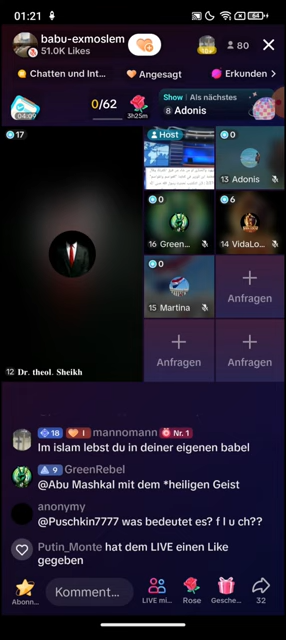 01:21
64
babu-exmoslem
51.0K Likes
80
Chatten und Int...
Angesagt
Erkunden
04:09
0/62
3h25m
Show | Als nächstes
8 Adonis
17
Host
0
13 Adonis
0
16 Green...
6
14 VidaLo...
0
15 Martina
Anfragen
Anfragen
Anfragen
12 Dr. theol. Sheikh
18 I mannomann Nr. 1
Im islam lebst du in deiner eigenen babel
9 GreenRebel
@Abu Mashkal mit dem *heiligen Geist
anonymy
@Puschkin7777 was bedeutet es? f l u ch??
Putin_Monte hat dem LIVE einen Like
gegeben
Komment...
Abonn...
LIVE mi...
Rose
Gesche...
32